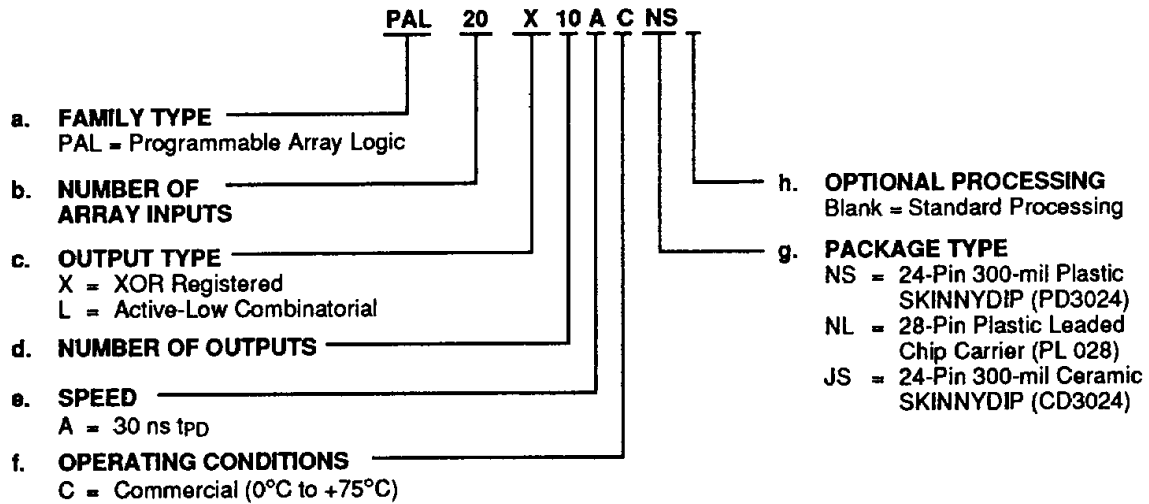 PAL 20 X 10 A C NS
a. FAMILY TYPE
PAL = Programmable Array Logic
b. NUMBER OF
ARRAY INPUTS
c. OUTPUT TYPE
X = XOR Registered
L = Active-Low Combinatorial
d. NUMBER OF OUTPUTS
e. SPEED
A = 30 ns tPD
f. OPERATING CONDITIONS
C = Commercial (0°C to +75°C)
h. OPTIONAL PROCESSING
Blank = Standard Processing
g. PACKAGE TYPE
NS = 24-Pin 300-mil Plastic
SKINNYDIP (PD3024)
NL = 28-Pin Plastic Leaded
Chip Carrier (PL 028)
JS = 24-Pin 300-mil Ceramic
SKINNYDIP (CD3024)